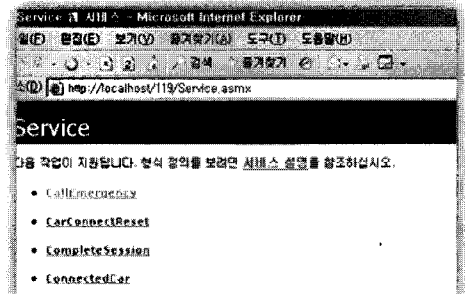 Service 웹 서비스 - Microsoft Internet Explorer
일(F) 편집(E) 보기(V) 즐겨찾기(A) 도구(T) 도움말(H)
검색 즐겨찾기
소(D) http://localhost/119/Service.asmx
Service
다음 작업이 지원됩니다. 형식 정의를 보려면 서비스 설명를 참조하십시오.
• CallEmergency
• CarConnectReset
• CompleteSession
• ConnectedCar